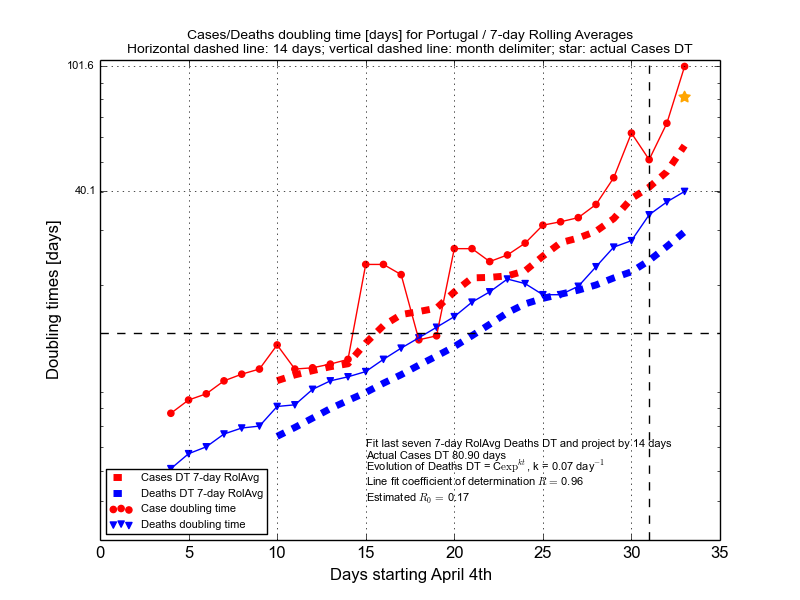 Cases/Deaths doubling time [days] for Portugal / 7-day Rolling Averages
Horizontal dashed line: 14 days; vertical dashed line: month delimiter; star: actual Cases DT
101.6
40.1
Doubling times [days]
Fit last seven 7-day RolAvg Deaths DT and project by 14 days
Actual Cases DT 80.90 days
Evolution of Deaths DT = Cexp^{kt}, k = 0.07 day^{-1}
Line fit coefficient of determination R = 0.96
Estimated R_0 = 0.17
Cases DT 7-day RolAvg
Deaths DT 7-day RolAvg
Case doubling time
Deaths doubling time
0 5 10 15 20 25 30 35
Days starting April 4th